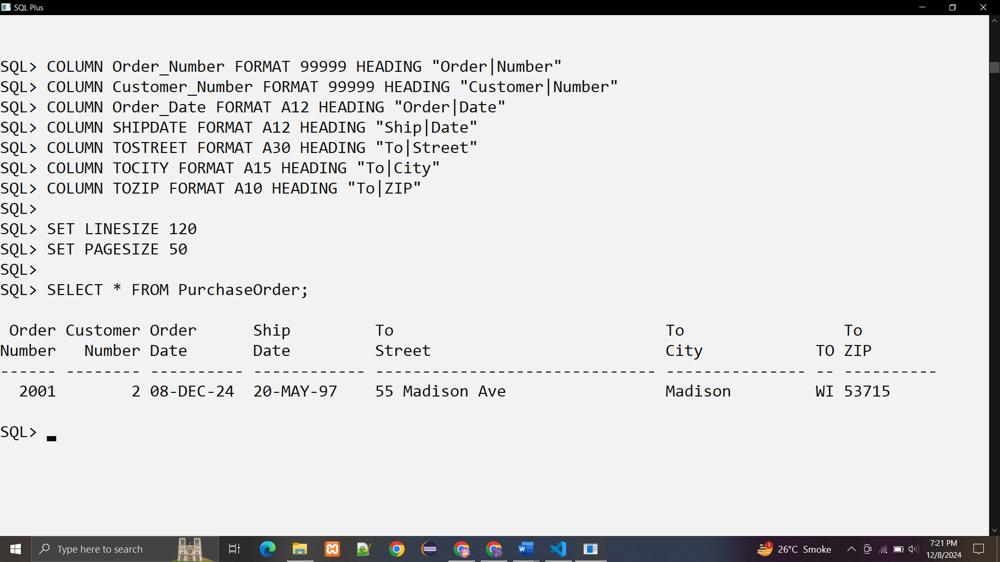 SQL Plus
SQL> COLUMN Order_Number FORMAT 99999 HEADING "Order|Number"
SQL> COLUMN Customer_Number FORMAT 99999 HEADING "Customer|Number"
SQL> COLUMN Order_Date FORMAT A12 HEADING "Order|Date"
SQL> COLUMN SHIPDATE FORMAT A12 HEADING "Ship|Date"
SQL> COLUMN TOSTREET FORMAT A30 HEADING "To|Street"
SQL> COLUMN TOCITY FORMAT A15 HEADING "To|City"
SQL> COLUMN TOZIP FORMAT A10 HEADING "To|ZIP"
SQL>
SQL> SET LINESIZE 120
SQL> SET PAGESIZE 50
SQL>
SQL> SELECT * FROM PurchaseOrder;
 Order Customer Order      Ship         To                             To                 To
Number   Number Date       Date         Street                         City            TO ZIP
------ -------- ---------- ------------ ------------------------------ --------------- -- ----------
  2001        2 08-DEC-24  20-MAY-97    55 Madison Ave                 Madison         WI 53715
SQL>
Type here to search
1
26°C Smoke
7:21 PM
12/8/2024